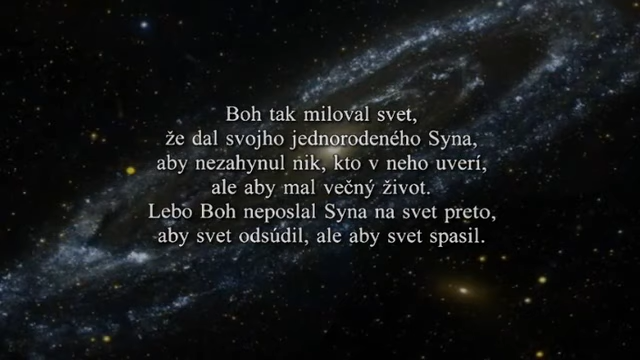 Boh tak miloval svet,
že dal svojho jednorodeného Syna,
aby nezahynul nik, kto v neho uverí,
ale aby mal večný život.
Lebo Boh neposlal Syna na svet preto,
aby svet odsúdil, ale aby svet spasil.